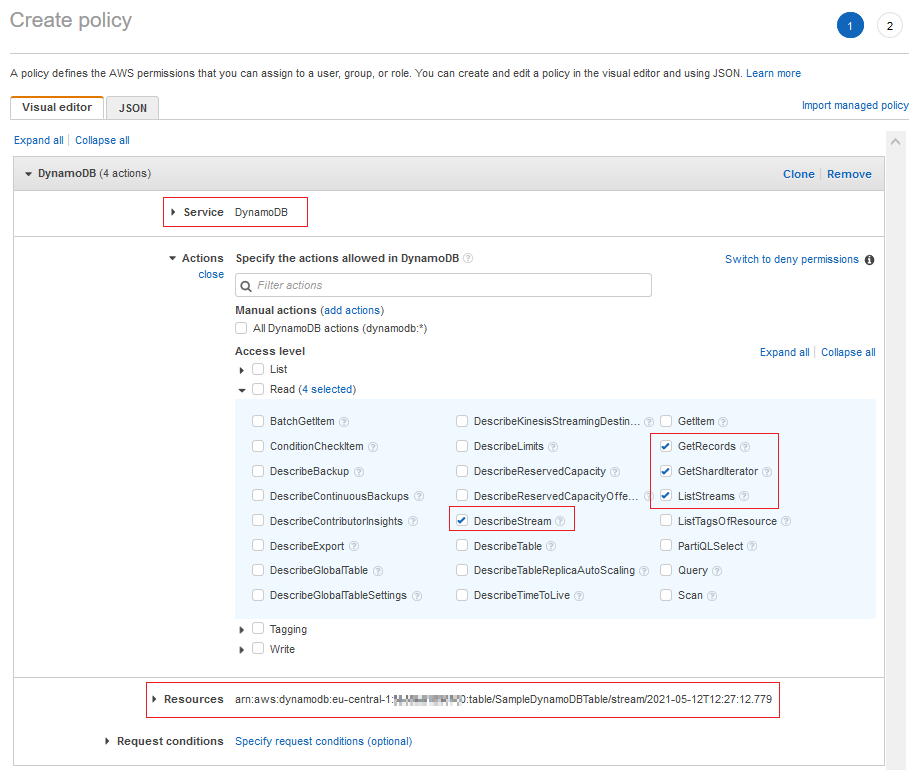 Create policy
1 2
A policy defines the AWS permissions that you can assign to a user, group, or role. You can create and edit a policy in the visual editor and using JSON. Learn more
Visual editor JSON Import managed policy
Expand all Collapse all
DynamoDB (4 actions) Clone Remove
Service DynamoDB
Actions Specify the actions allowed in DynamoDB ? Switch to deny permissions i
close
Filter actions
Manual actions (add actions)
All DynamoDB actions (dynamodb:*)
Access level Expand all Collapse all
List
Read (4 selected)
BatchGetItem ? DescribeKinesisStreamingDestin... ? GetItem ?
ConditionCheckItem ? DescribeLimits ? GetRecords ?
DescribeBackup ? DescribeReservedCapacity ? GetShardIterator ?
DescribeContinuousBackups ? DescribeReservedCapacityOffe... ? ListStreams ?
DescribeContributorInsights ? DescribeStream ? ListTagsOfResource ?
DescribeExport ? DescribeTable ? PartiQLSelect ?
DescribeGlobalTable ? DescribeTableReplicaAutoScaling ? Query ?
DescribeGlobalTableSettings ? DescribeTimeToLive ? Scan ?
Tagging
Write
Resources arn:aws:dynamodb:eu-central-1: 0:table/SampleDynamoDBTable/stream/2021-05-12T12:27:12.779
Request conditions Specify request conditions (optional)